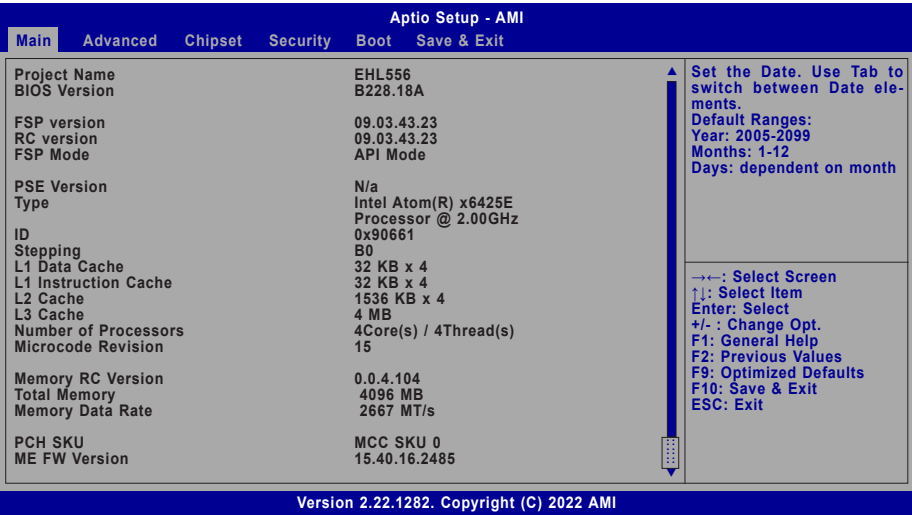 Aptio Setup - AMI
Main Advanced Chipset Security Boot Save & Exit
Project Name EHL556
BIOS Version B228.18A
FSP version 09.03.43.23
RC version 09.03.43.23
FSP Mode API Mode
PSE Version N/a
Type Intel Atom(R) x6425E
Processor @ 2.00GHz
ID 0x90661
Stepping B0
L1 Data Cache 32 KB x 4
L1 Instruction Cache 32 KB x 4
L2 Cache 1536 KB x 4
L3 Cache 4 MB
Number of Processors 4Core(s) / 4Thread(s)
Microcode Revision 15
Memory RC Version 0.0.4.104
Total Memory 4096 MB
Memory Data Rate 2667 MT/s
PCH SKU MCC SKU 0
ME FW Version 15.40.16.2485
Set the Date. Use Tab to
switch between Date ele-
ments.
Default Ranges:
Year: 2005-2099
Months: 1-12
Days: dependent on month
→←: Select Screen
↑↓: Select Item
Enter: Select
+/- : Change Opt.
F1: General Help
F2: Previous Values
F9: Optimized Defaults
F10: Save & Exit
ESC: Exit
Version 2.22.1282. Copyright (C) 2022 AMI